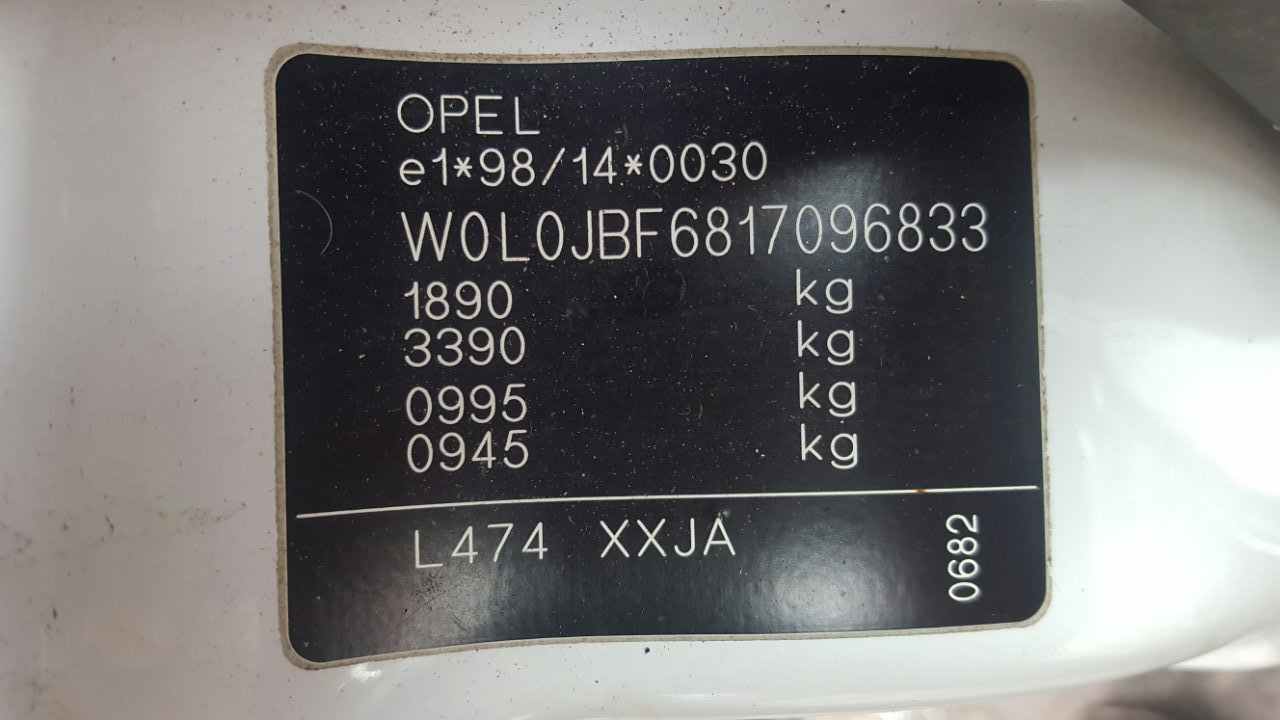 OPEL
e1*98/14*0030
W0L0JBF6817096833
1890 kg
3390 kg
0995 kg
0945 kg
L474 XXJA
0682